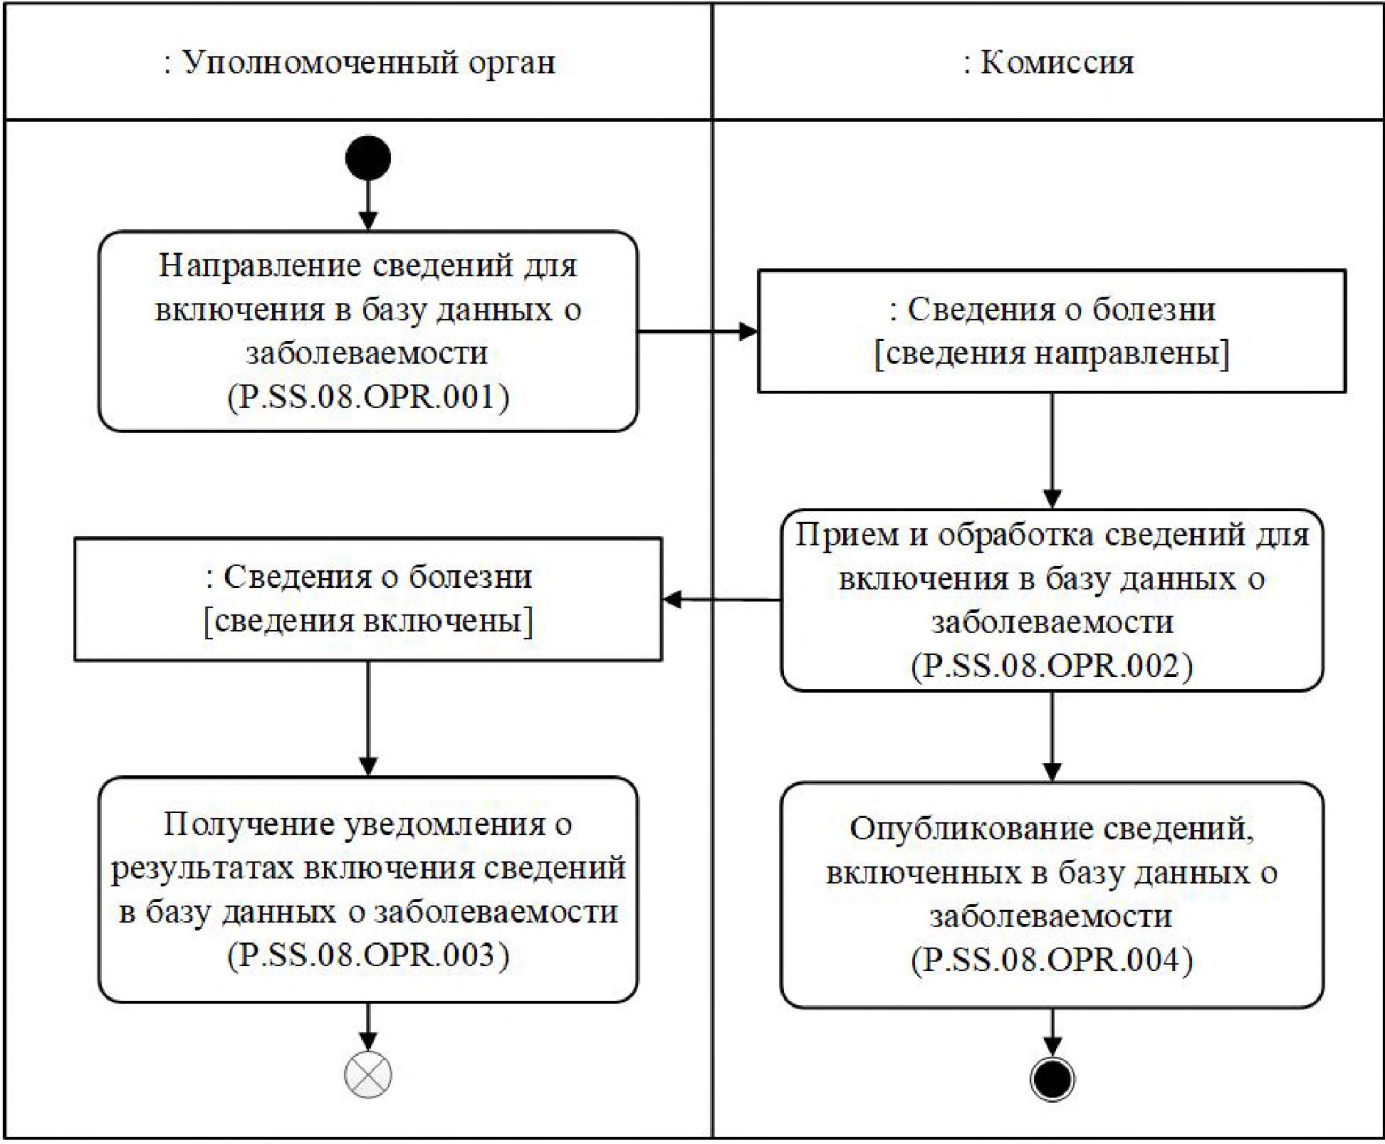 : Уполномоченный орган
: Комиссия
Направление сведений для
включения в базу данных о
заболеваемости
(P.SS.08.OPR.001)
: Сведения о болезни
[сведения направлены]
Прием и обработка сведений для
включения в базу данных о
заболеваемости
(P.SS.08.OPR.002)
: Сведения о болезни
[сведения включены]
Получение уведомления о
результатах включения сведений
в базу данных о заболеваемости
(P.SS.08.OPR.003)
Опубликование сведений,
включенных в базу данных о
заболеваемости
(P.SS.08.OPR.004)